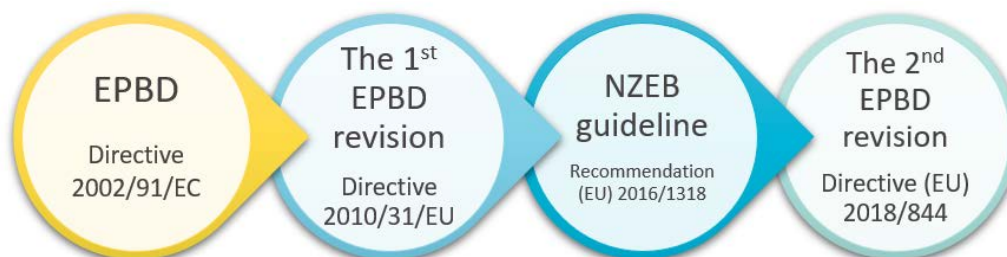 EPBD
Directive
2002/91/EC
The 1st
EPBD
revision
Directive
2010/31/EU
NZEB
guideline
Recommendation
(EU) 2016/1318
The 2nd
EPBD
revision
Directive (EU)
2018/844